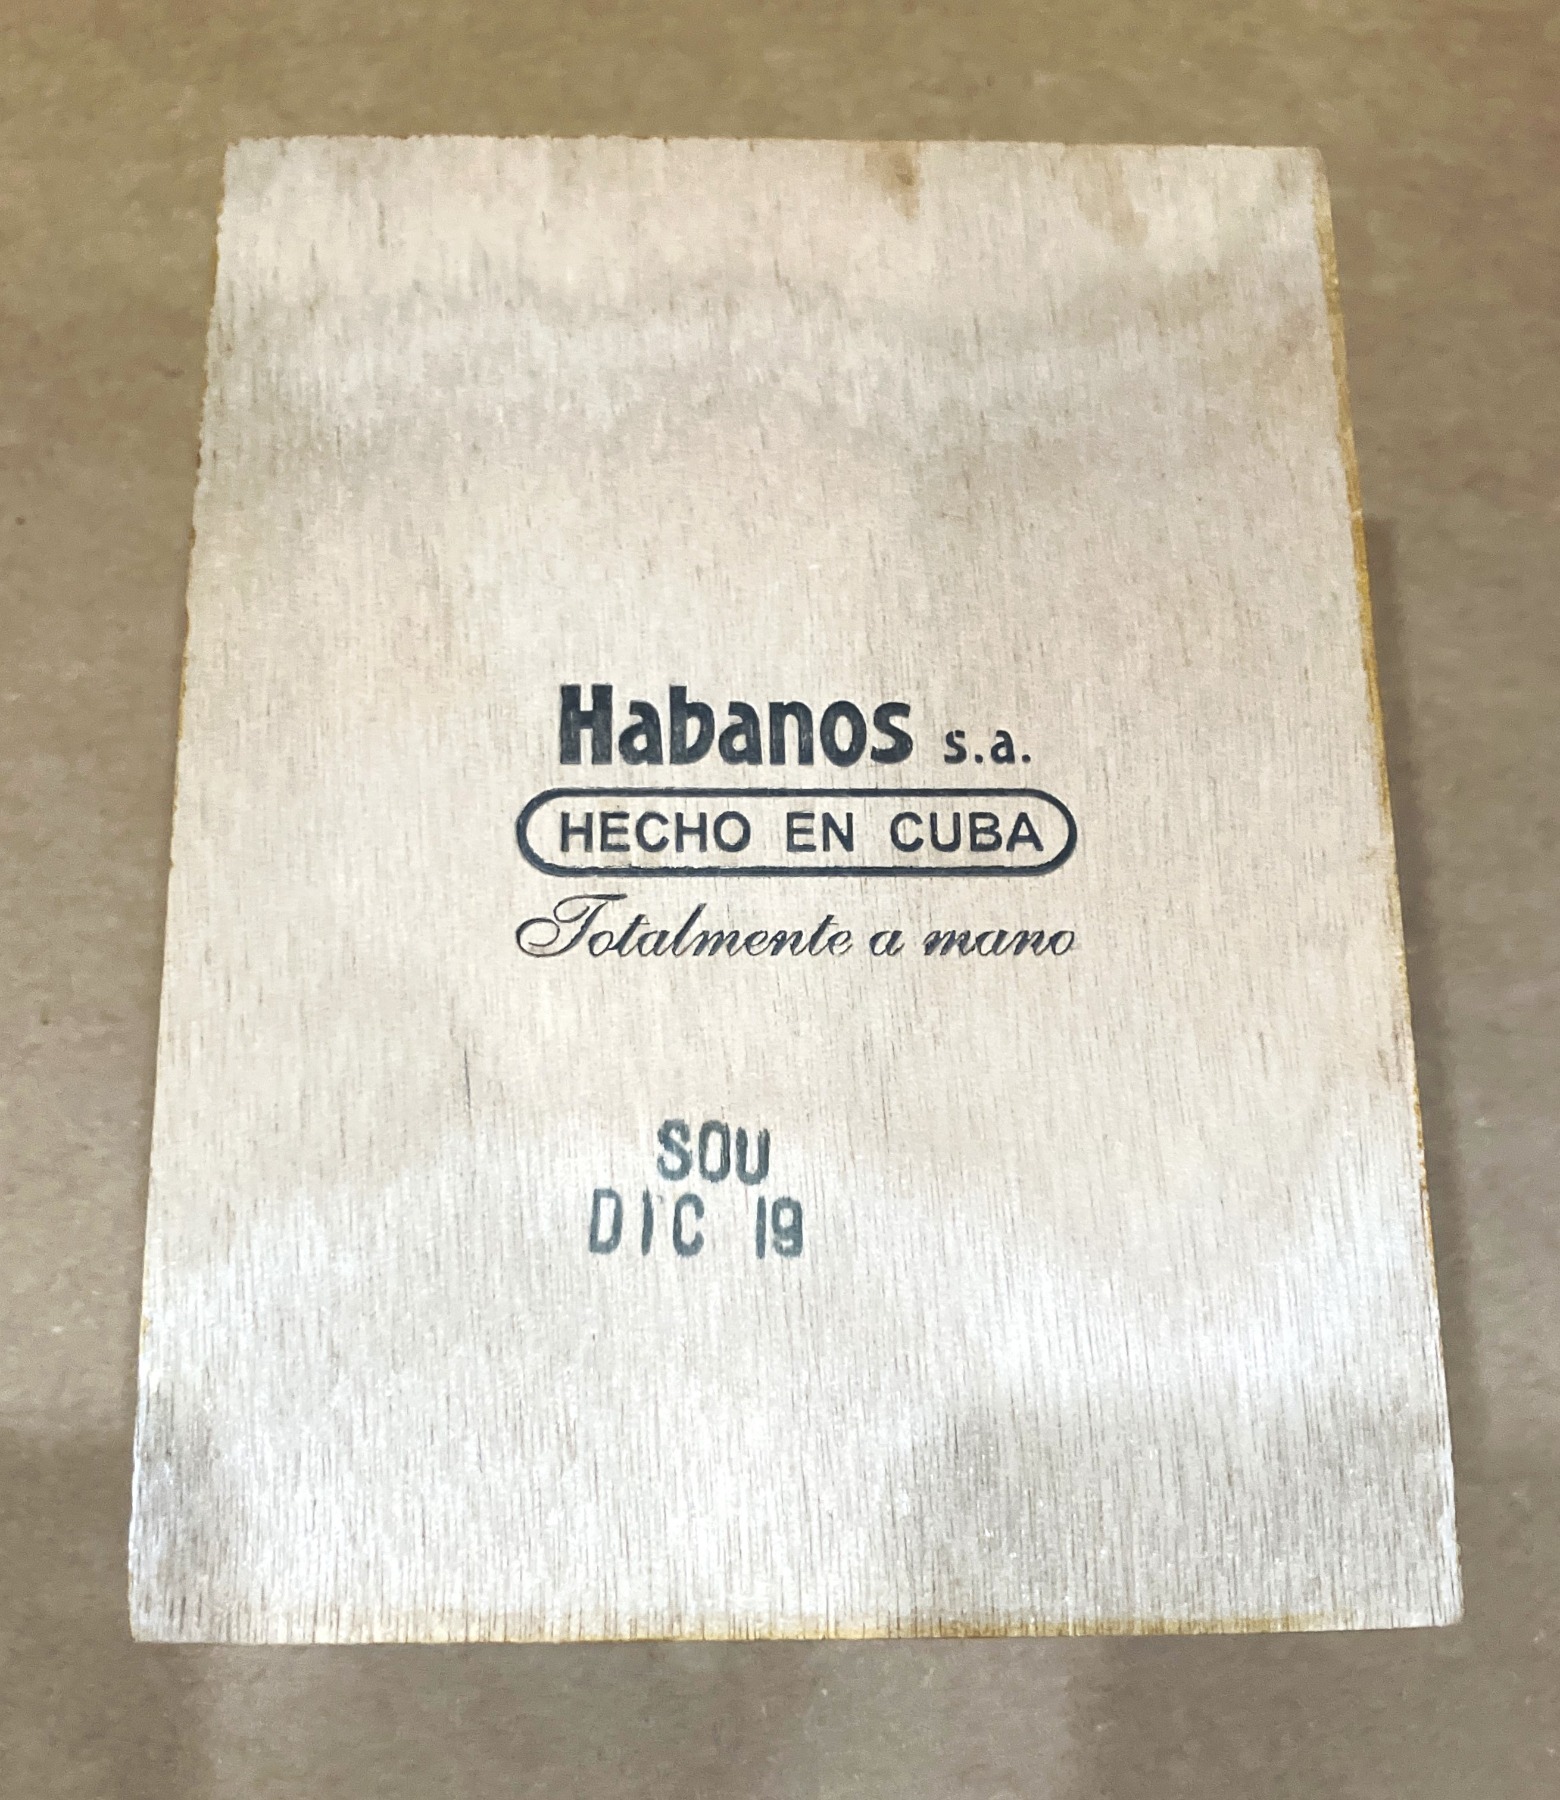 Habanos s.a.
HECHO EN CUBA
Totalmente a mano
SOU
DIC 19